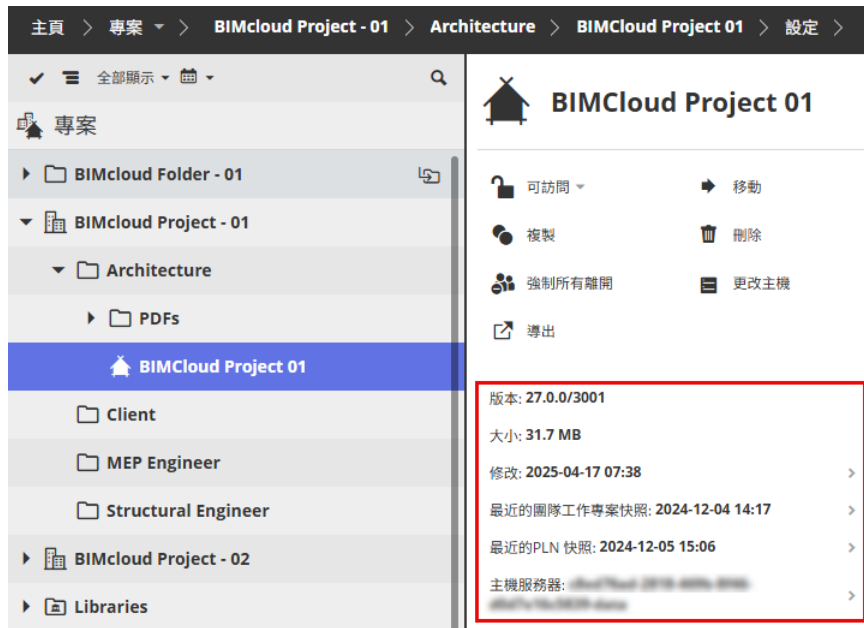 主頁 > 專案 > BIMcloud Project - 01 > Architecture > BIMCloud Project 01 > 設定 >
全部顯示
專案
BIMcloud Folder - 01
BIMcloud Project - 01
Architecture
PDFs
BIMCloud Project 01
Client
MEP Engineer
Structural Engineer
BIMcloud Project - 02
Libraries
BIMCloud Project 01
可訪問 移動
複製 刪除
強制所有離開 更改主機
導出
版本: 27.0.0/3001
大小: 31.7 MB
修改: 2025-04-17 07:38
最近的團隊工作專案快照: 2024-12-04 14:17
最近的PLN 快照: 2024-12-05 15:06
主機服務器: